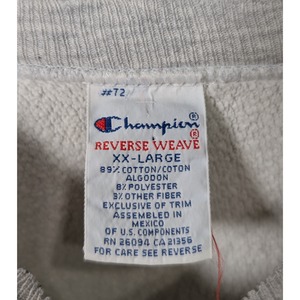 #72
Champion®
REVERSE WEAVE®
XX-LARGE
89% COTTON/COTON
ALGODON
8% POLYESTER
3% OTHER FIBER
EXCLUSIVE OF TRIM
ASSEMBLED IN
MEXICO
OF U.S. COMPONENTS
RN 26094 CA 21356
FOR CARE SEE REVERSE